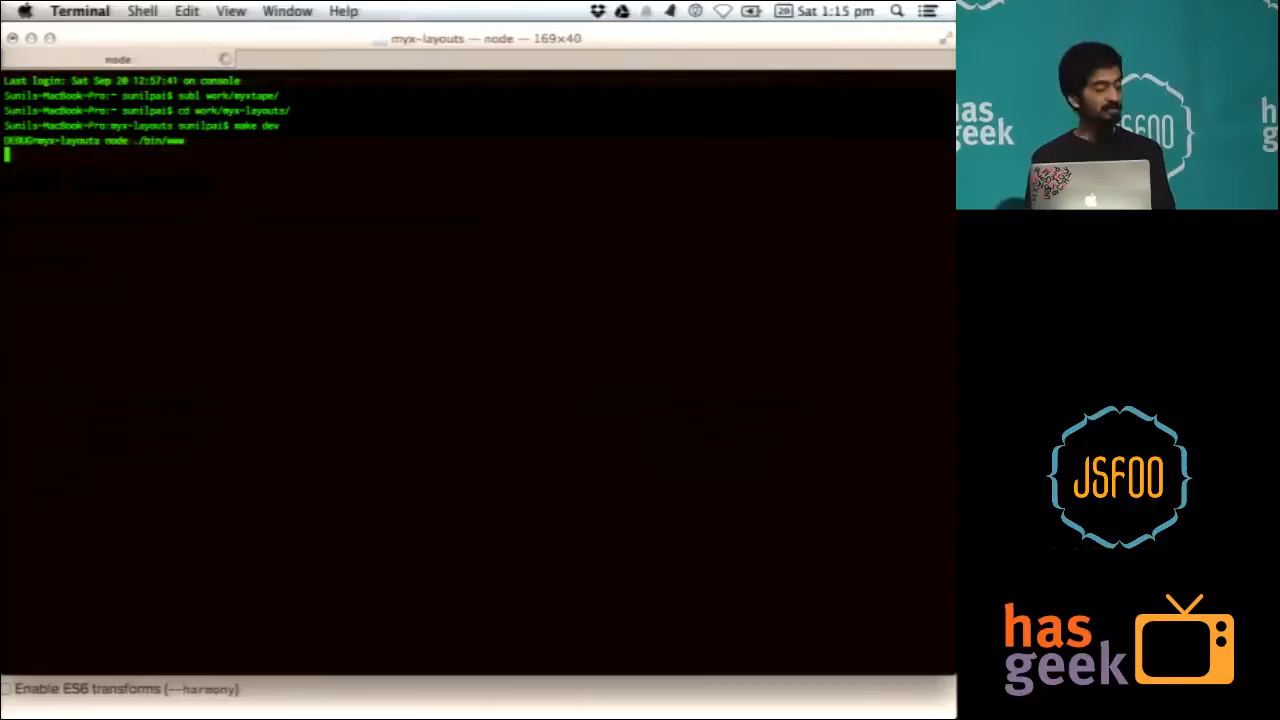 Terminal Shell Edit View Window Help
20 Sat 1:15 pm
myx-layouts — node — 169×40
node
Last login: Sat Sep 20 12:57:41 on console
Sunils-MacBook-Pro:~ sunilpai$ subl work/myxtape/
Sunils-MacBook-Pro:~ sunilpai$ cd work/myx-layouts/
Sunils-MacBook-Pro:myx-layouts sunilpai$ make dev
DEBUG=myx-layouts node ./bin/www
Enable ES6 transforms (--harmony)
has
geek
SFOO
h
g
JSFOO
has
geek